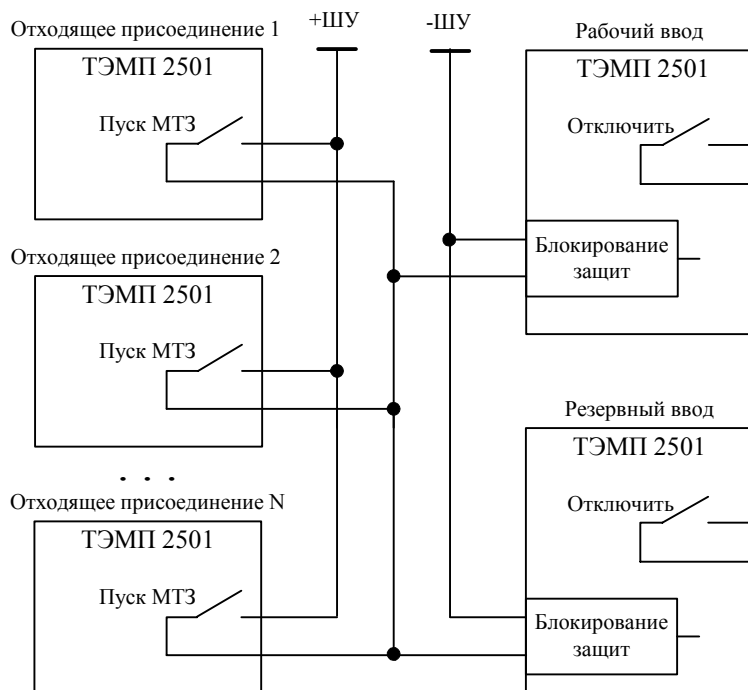 Отходящее присоединение 1
+ШУ
-ШУ
Рабочий ввод
ТЭМП 2501
Пуск МТЗ
ТЭМП 2501
Отключить
Блокирование
защит
Отходящее присоединение 2
ТЭМП 2501
Пуск МТЗ
. . .
Отходящее присоединение N
ТЭМП 2501
Пуск МТЗ
Резервный ввод
ТЭМП 2501
Отключить
Блокирование
защит